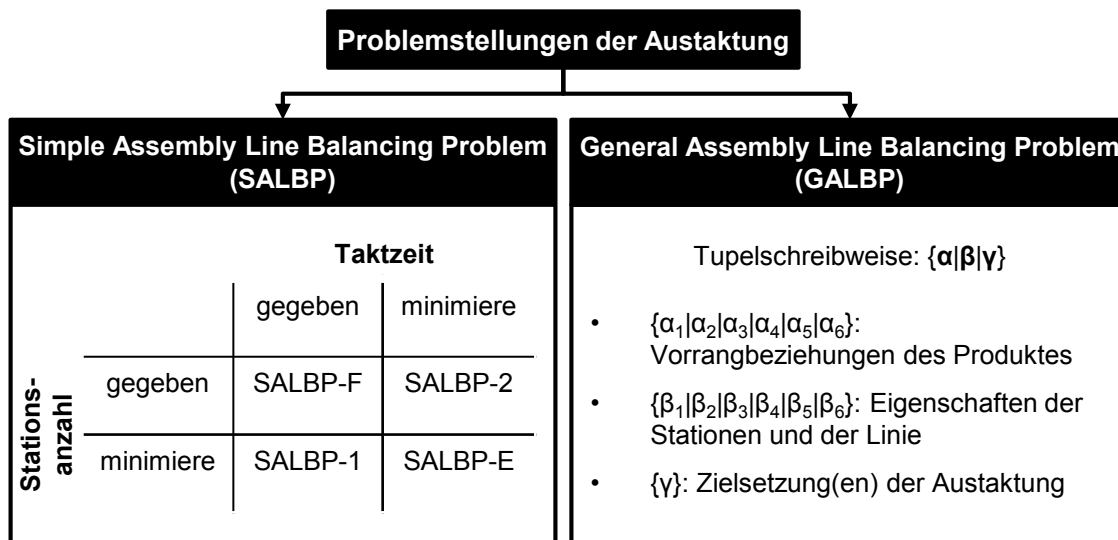 Problemstellungen der Austaktung
Simple Assembly Line Balancing Problem
(SALBP)
Taktzeit
gegeben minimiere
Stations-
anzahl
gegeben SALBP-F SALBP-2
minimiere SALBP-1 SALBP-E
General Assembly Line Balancing Problem
(GALBP)
Tupelschreibweise: {α|β|γ}
• {α₁|α₂|α₃|α₄|α₅|α₆}:
Vorrangbeziehungen des Produktes
• {β₁|β₂|β₃|β₄|β₅|β₆}: Eigenschaften der
Stationen und der Linie
• {γ}: Zielsetzung(en) der Austaktung